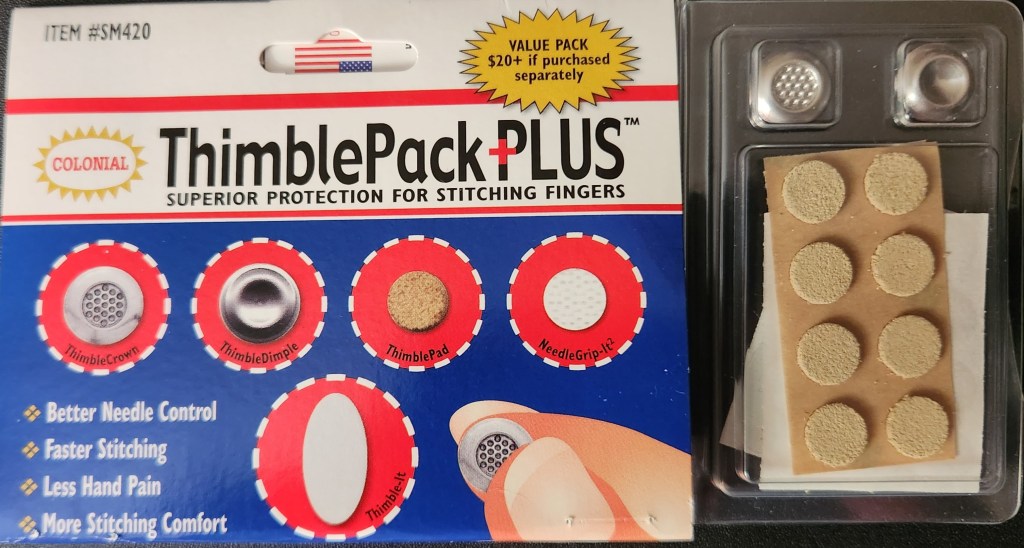 ITEM #SM420
VALUE PACK
$20+ if purchased
separately
COLONIAL
ThimblePack+PLUS™
SUPERIOR PROTECTION FOR STITCHING FINGERS
ThimbleCrown
ThimbleDimple
ThimblePad
NeedleGrip-It²
Better Needle Control
Faster Stitching
Less Hand Pain
More Stitching Comfort
Thimble-It